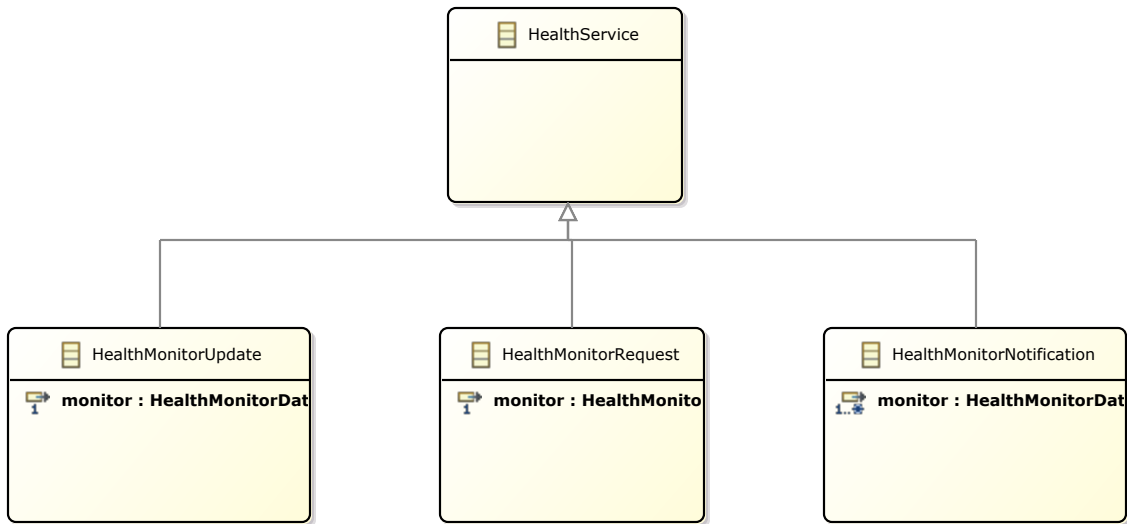 HealthService
HealthMonitorUpdate
1 monitor : HealthMonitorDat
HealthMonitorRequest
1 monitor : HealthMonito
HealthMonitorNotification
1..* monitor : HealthMonitorDat